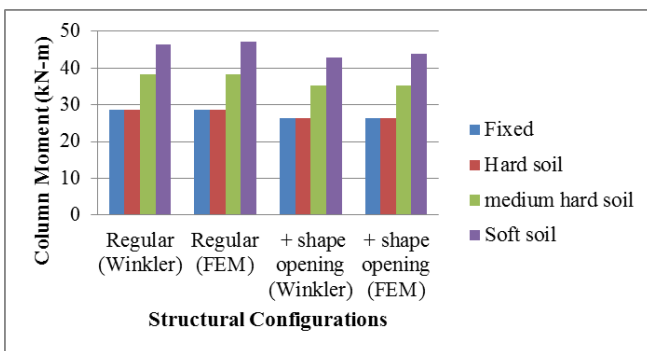 Column Moment (kN-m)
50
40
30
20
10
0
Regular
(Winkler)
Regular
(FEM)
+ shape
opening
(Winkler)
+ shape
opening
(FEM)
Structural Configurations
Fixed
Hard soil
medium hard soil
Soft soil